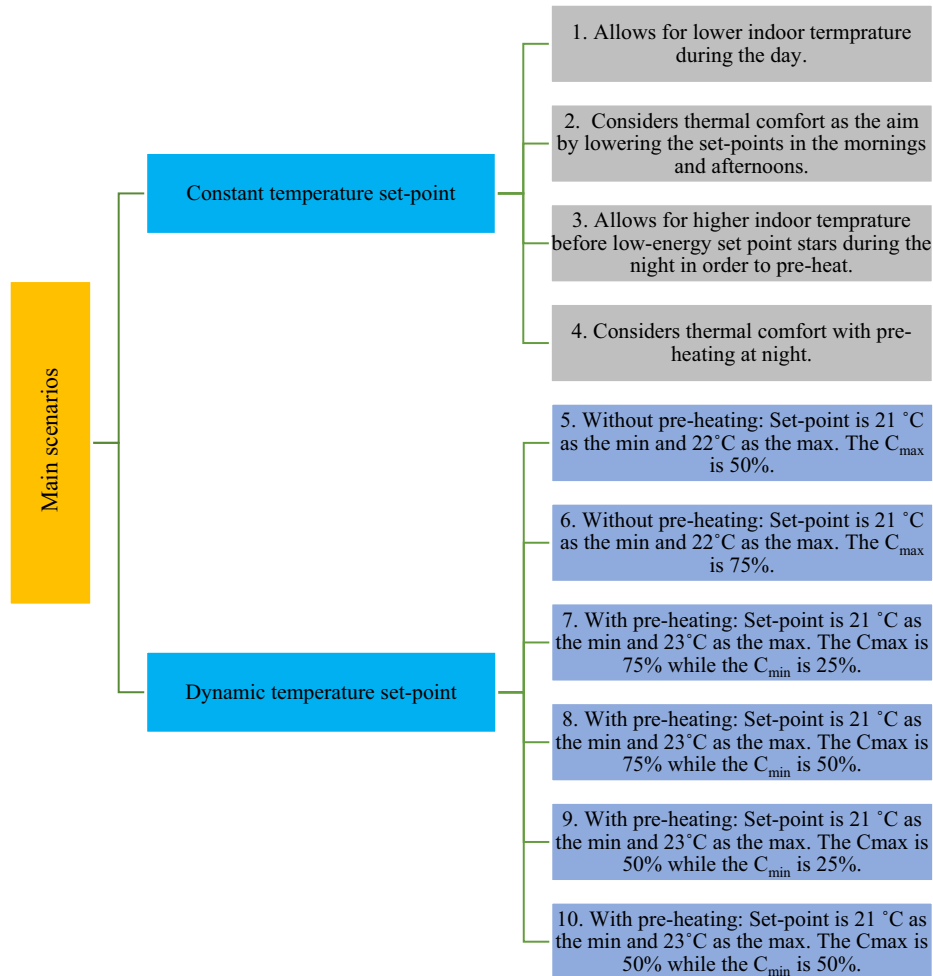 Main scenarios
Constant temperature set-point
1. Allows for lower indoor termprature
during the day.
2.  Considers thermal comfort as the aim
by lowering the set-points in the mornings
and afternoons.
3. Allows for higher indoor temprature
before low-energy set point stars during the
night in order to pre-heat.
4. Considers thermal comfort with pre-
heating at night.
Dynamic temperature set-point
5. Without pre-heating: Set-point is 21 ˚C
as the min and 22˚C as the max. The Cmax
is 50%.
6. Without pre-heating: Set-point is 21 ˚C
as the min and 22˚C as the max. The Cmax
is 75%.
7. With pre-heating: Set-point is 21 ˚C as
the min and 23˚C as the max. The Cmax is
75% while the Cmin is 25%.
8. With pre-heating: Set-point is 21 ˚C as
the min and 23˚C as the max. The Cmax is
75% while the Cmin is 50%.
9. With pre-heating: Set-point is 21 ˚C as
the min and 23˚C as the max. The Cmax is
50% while the Cmin is 25%.
10. With pre-heating: Set-point is 21 ˚C as
the min and 23˚C as the max. The Cmax is
50% while the Cmin is 50%.